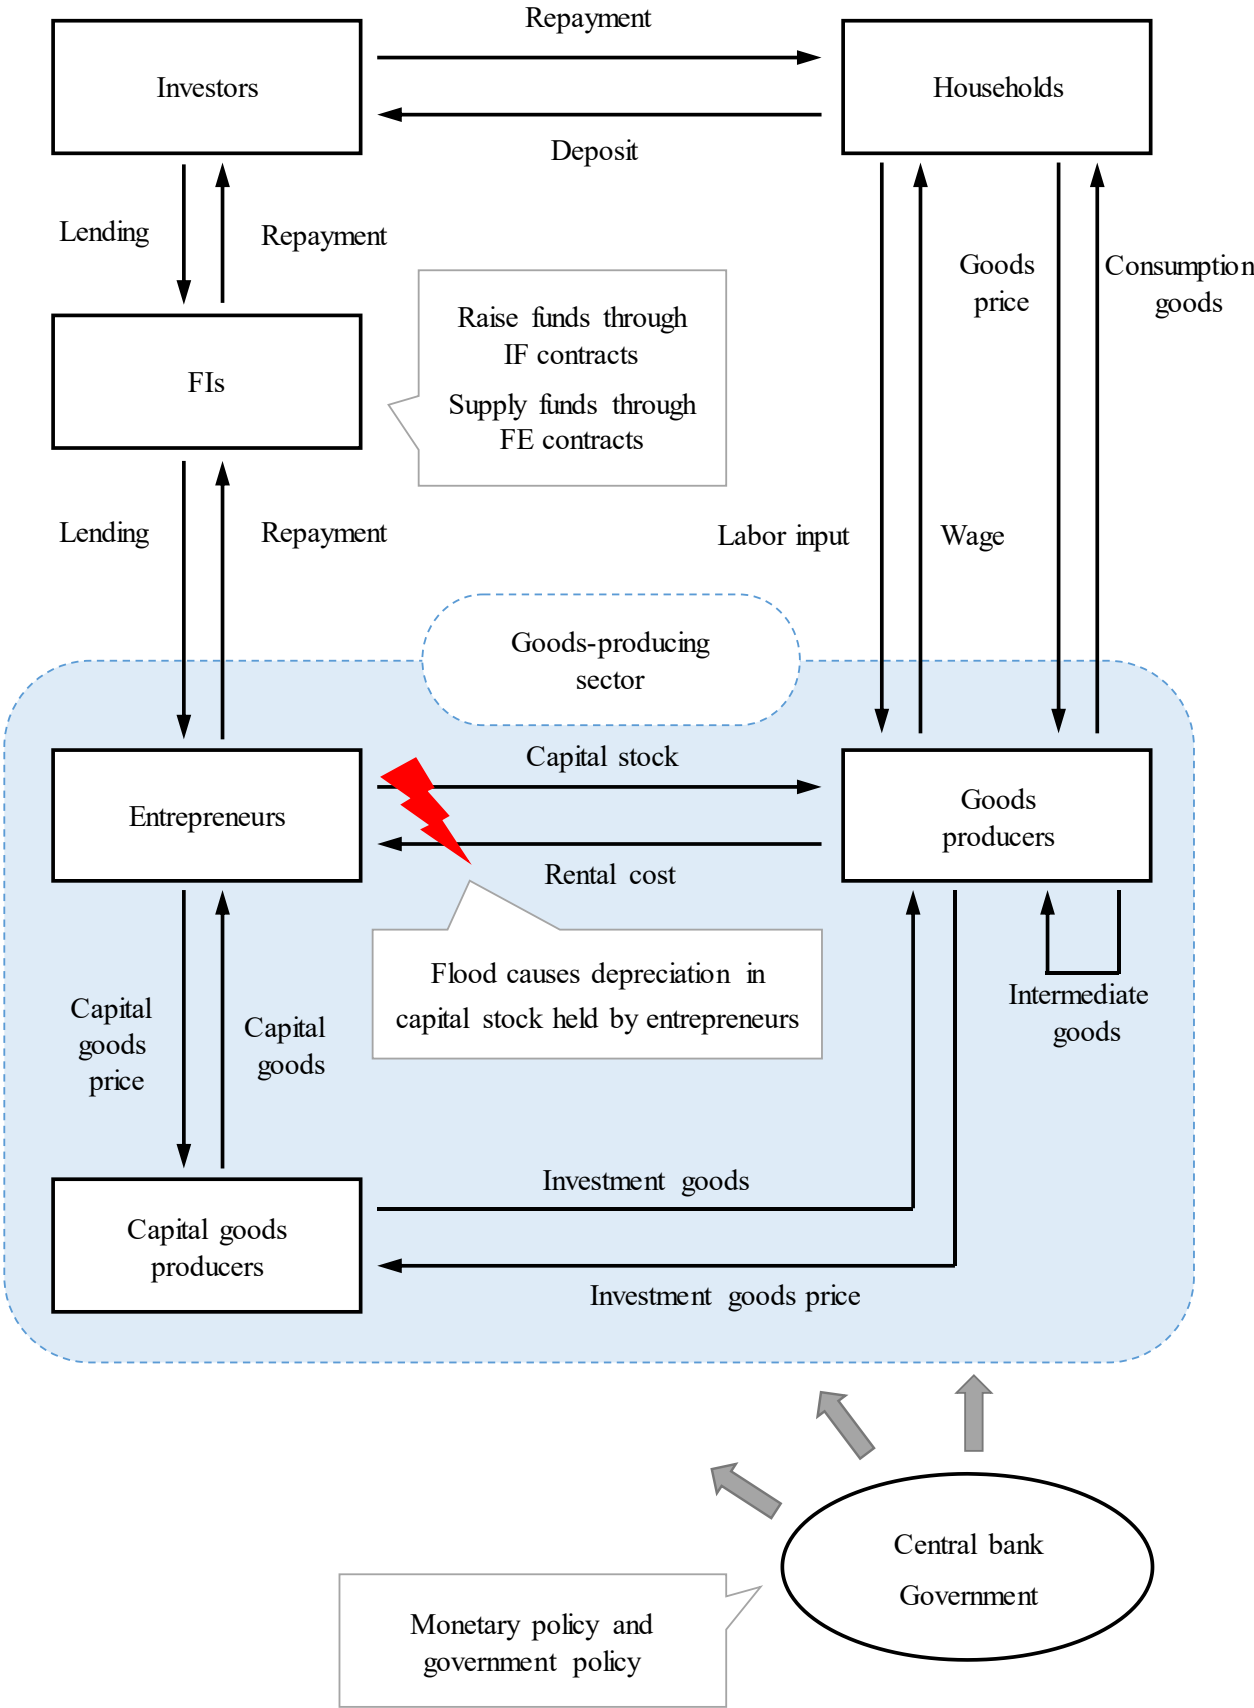 Repayment
Investors
Households
Deposit
Lending
Repayment
Goods
price
Consumption
goods
Raise funds through
IF contracts
Supply funds through
FE contracts
FIs
Lending
Repayment
Labor input
Wage
Goods-producing
sector
Capital stock
Entrepreneurs
Goods
producers
Rental cost
Flood causes depreciation in
capital stock held by entrepreneurs
Intermediate
goods
Capital
goods
price
Capital
goods
Investment goods
Capital goods
producers
Investment goods price
Central bank
Government
Monetary policy and
government policy